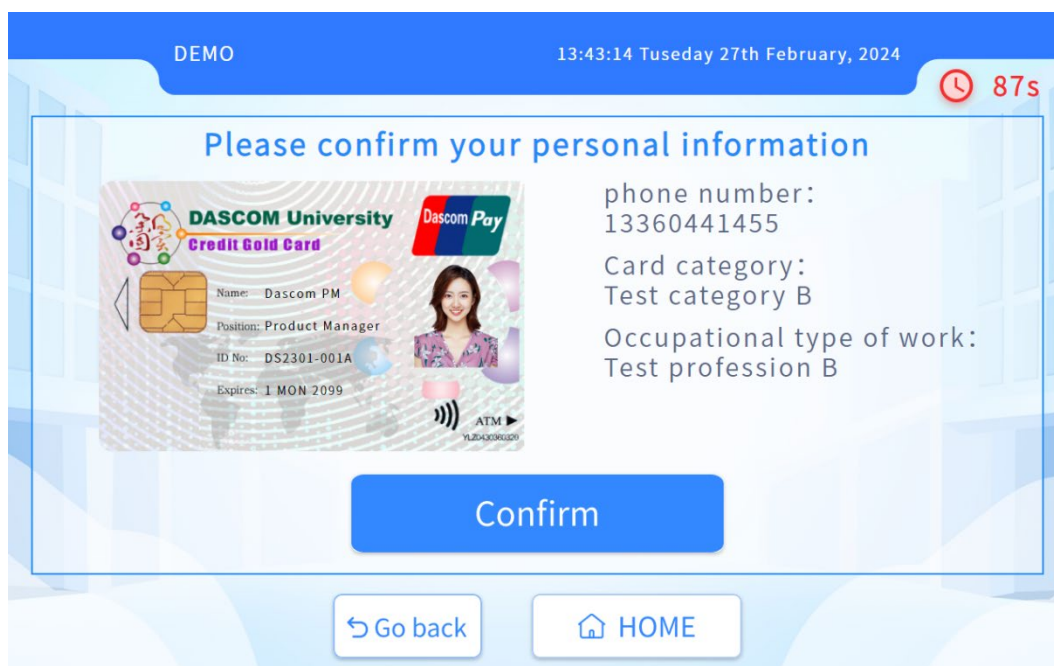 DEMO
13:43:14 Tuseday 27th February, 2024
87s
Please confirm your personal information
DASCOM University
Credit Gold Card
Dascom Pay
Name: Dascom PM
Position: Product Manager
ID No: DS2301-001A
Expires: 1 MON 2099
ATM
YLZ0430360329
phone number:
13360441455
Card category:
Test category B
Occupational type of work:
Test profession B
Confirm
Go back
HOME